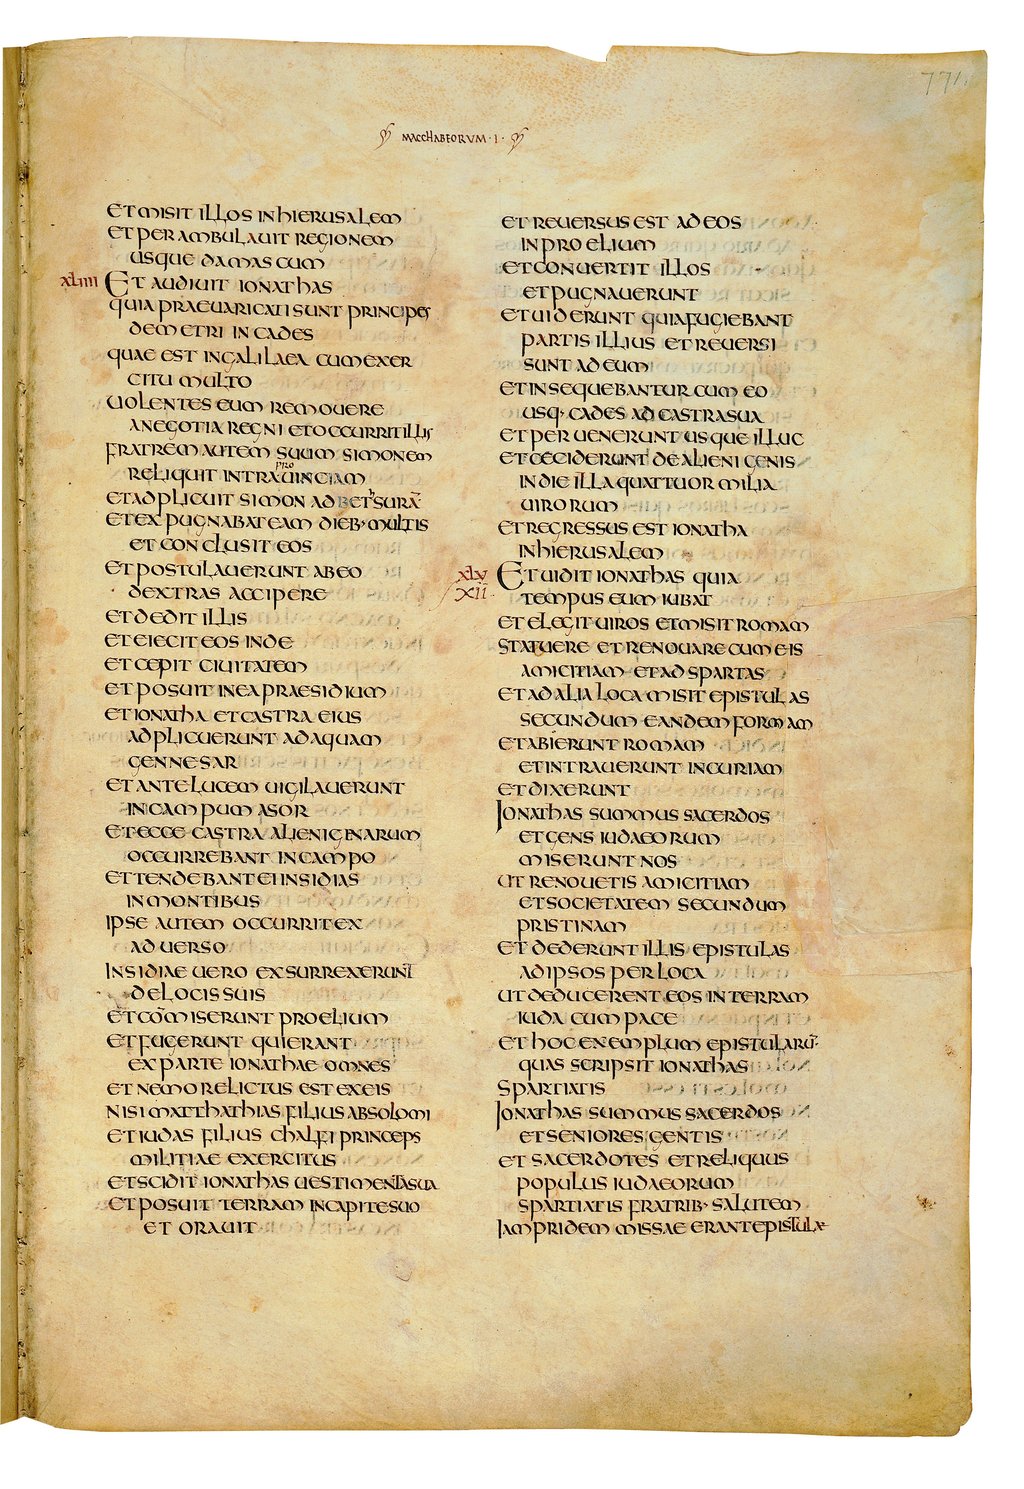 771
MACCHABEORUM · I ·
ET MISIT ILLOS IN HIERUSALEM
ET PERAMBULAUIT REGIONEM
USQUE DAMASCUM
XLIIII ET AUDIUIT IONATHAS
QUIA PRAEUARICATI SUNT PRINCIPES
DEMETRI IN CADES
QUAE EST IN GALILAEA CUM EXER
CITU MULTO
UOLENTES EUM REMOUERE
A NEGOTIA REGNI ET OCCURRIT ILLIS
FRATREM AUTEM SUUM SIMONEM
RELIQUIT INTRA PROUINCIAM
ET ADPLICUIT SIMON AD BETHSURĀ
ET EXPUGNABAT EAM DIEB· MULTIS
ET CONCLUSIT EOS
ET POSTULAUERUNT AB EO
DEXTRAS ACCIPERE
ET DEDIT ILLIS
ET EIECIT EOS INDE
ET CEPIT CIUITATEM
ET POSUIT IN EA PRAESIDIUM
ET IONATHA ET CASTRA EIUS
ADPLICUERUNT AD AQUAM
GENNESAR
ET ANTE LUCEM UIGILAUERUNT
IN CAMPUM ASOR
ET ECCE CASTRA ALIENIGINARUM
OCCURREBANT IN CAMPO
ET TENDEBANT EI INSIDIAS
IN MONTIBUS
IPSE AUTEM OCCURRIT EX
ADUERSO
INSIDIAE UERO EXSURREXERUNT
DE LOCIS SUIS
ET COMMISERUNT PROELIUM
ET FUGERUNT QUI ERANT
EX PARTE IONATHAE OMNES
ET NEMO RELICTUS EST EX EIS
NISI MATTHATHIAS FILIUS ABSOLOMI
ET IUDAS FILIUS CHALFI PRINCEPS
MILITIAE EXERCITUS
ET SCIDIT IONATHAS UESTIMENTA SUA
ET POSUIT TERRAM IN CAPITE SUO
ET ORAUIT
ET REUERSUS EST AD EOS
IN PROELIUM
ET CONUERTIT ILLOS
ET PUGNAUERUNT
ET UIDERUNT QUI A FUGIEBANT
PARTIS ILLIUS ET REUERSI
SUNT AD EUM
ET INSEQUEBANTUR CUM EO
USQ· CADES AD CASTRA SUA
ET PERUENERUNT USQUE ILLUC
ET CECIDERUNT DE ALIENIGENIS
IN DIE ILLA QUATTUOR MILIA
UIRORUM
ET REGRESSUS EST IONATHA
IN HIERUSALEM
XLV ET UIDIT IONATHAS QUIA
XII TEMPUS EUM IUBAT
ET ELEGIT UIROS ET MISIT ROMAM
STATUERE ET RENOUARE CUM EIS
AMICITIAM ET AD SPARTAS
ET AD ALIA LOCA MISIT EPISTULAS
SECUNDUM EANDEM FORMAM
ET ABIERUNT ROMAM
ET INTRAUERUNT IN CURIAM
ET DIXERUNT
IONATHAS SUMMUS SACERDOS
ET GENS IUDAEORUM
MISERUNT NOS
UT RENOUETIS AMICITIAM
ET SOCIETATEM SECUNDUM
PRISTINAM
ET DEDERUNT ILLIS EPISTULAS
AD IPSOS PER LOCA
UT DEDUCERENT EOS IN TERRAM
IUDA CUM PACE
ET HOC EXEMPLUM EPISTULARŪ·
QUAS SCRIPSIT IONATHAS
SPARTIATIS
IONATHAS SUMMUS SACERDOS
ET SENIORES GENTIS
ET SACERDOTES ET RELIQUUS
POPULUS IUDAEORUM
SPARTIATIS FRATRIB· SALUTEM
IAM PRIDEM MISSAE ERANT EPISTULAE